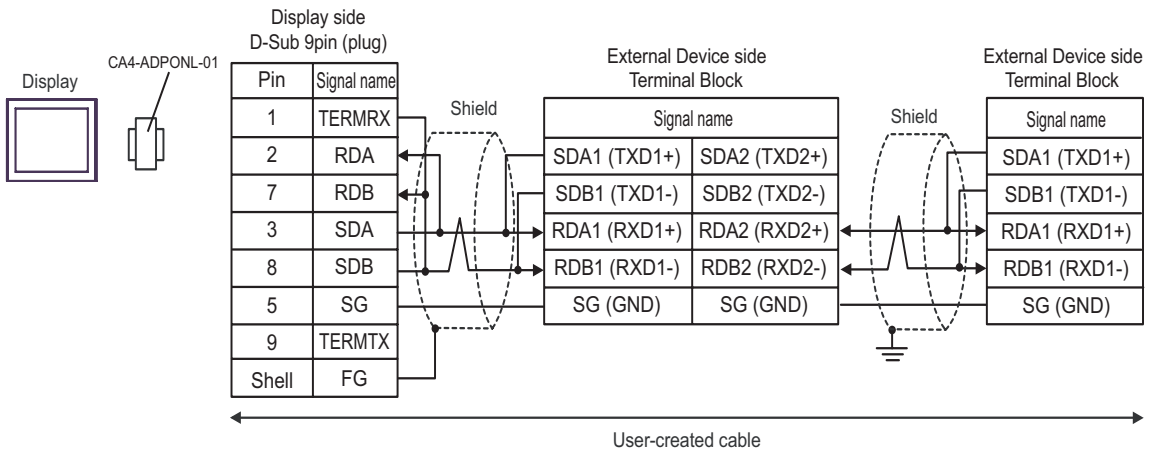 Display side
D-Sub 9pin (plug)
CA4-ADPONL-01
Display
Pin Signal name
1 TERMRX
2 RDA
7 RDB
3 SDA
8 SDB
5 SG
9 TERMTX
Shell FG
Shield
External Device side
Terminal Block
Signal name
SDA1 (TXD1+) SDA2 (TXD2+)
SDB1 (TXD1-) SDB2 (TXD2-)
RDA1 (RXD1+) RDA2 (RXD2+)
RDB1 (RXD1-) RDB2 (RXD2-)
SG (GND) SG (GND)
Shield
External Device side
Terminal Block
Signal name
SDA1 (TXD1+)
SDB1 (TXD1-)
RDA1 (RXD1+)
RDB1 (RXD1-)
SG (GND)
User-created cable